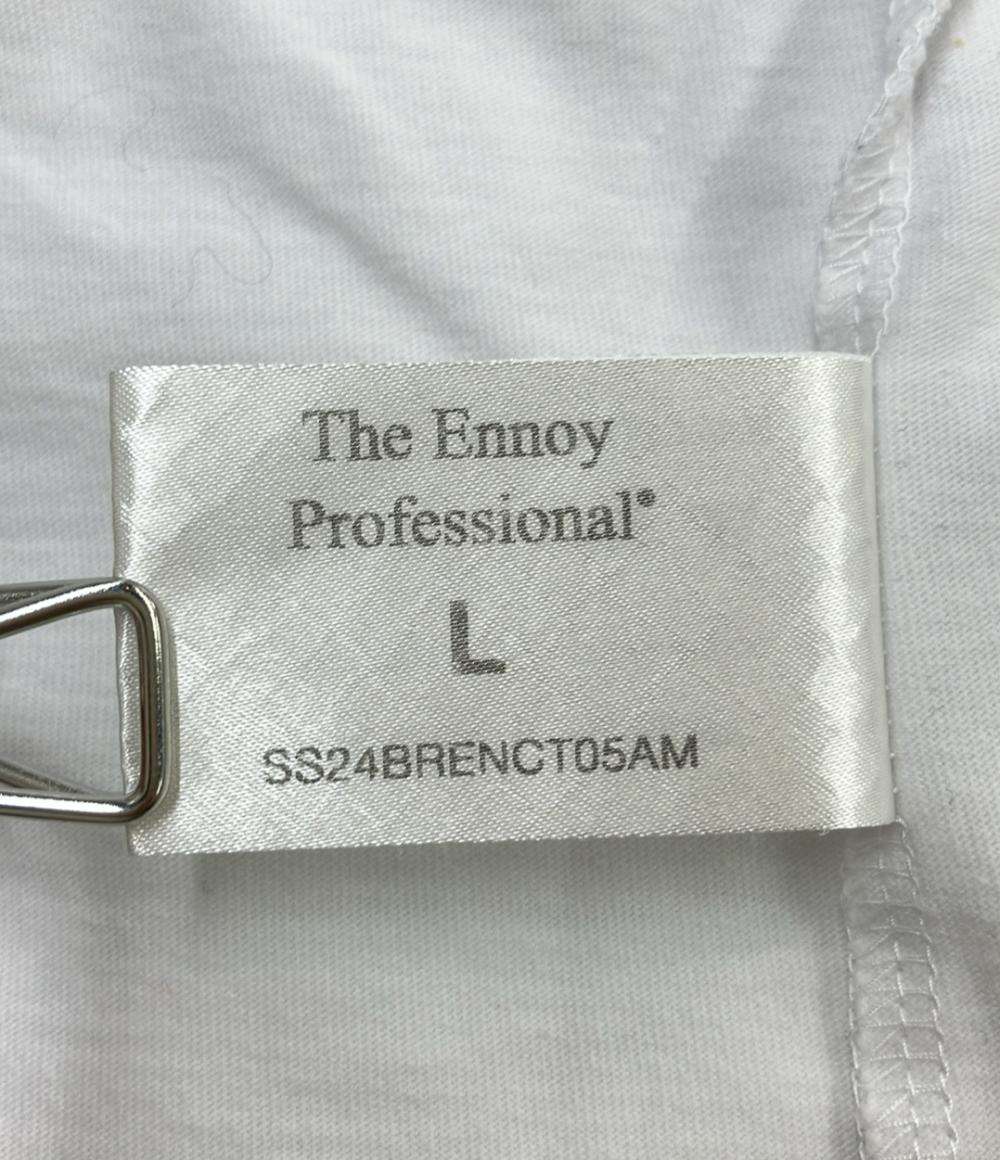 The Ennoy
Professional®
L
SS24BRENCT05AM